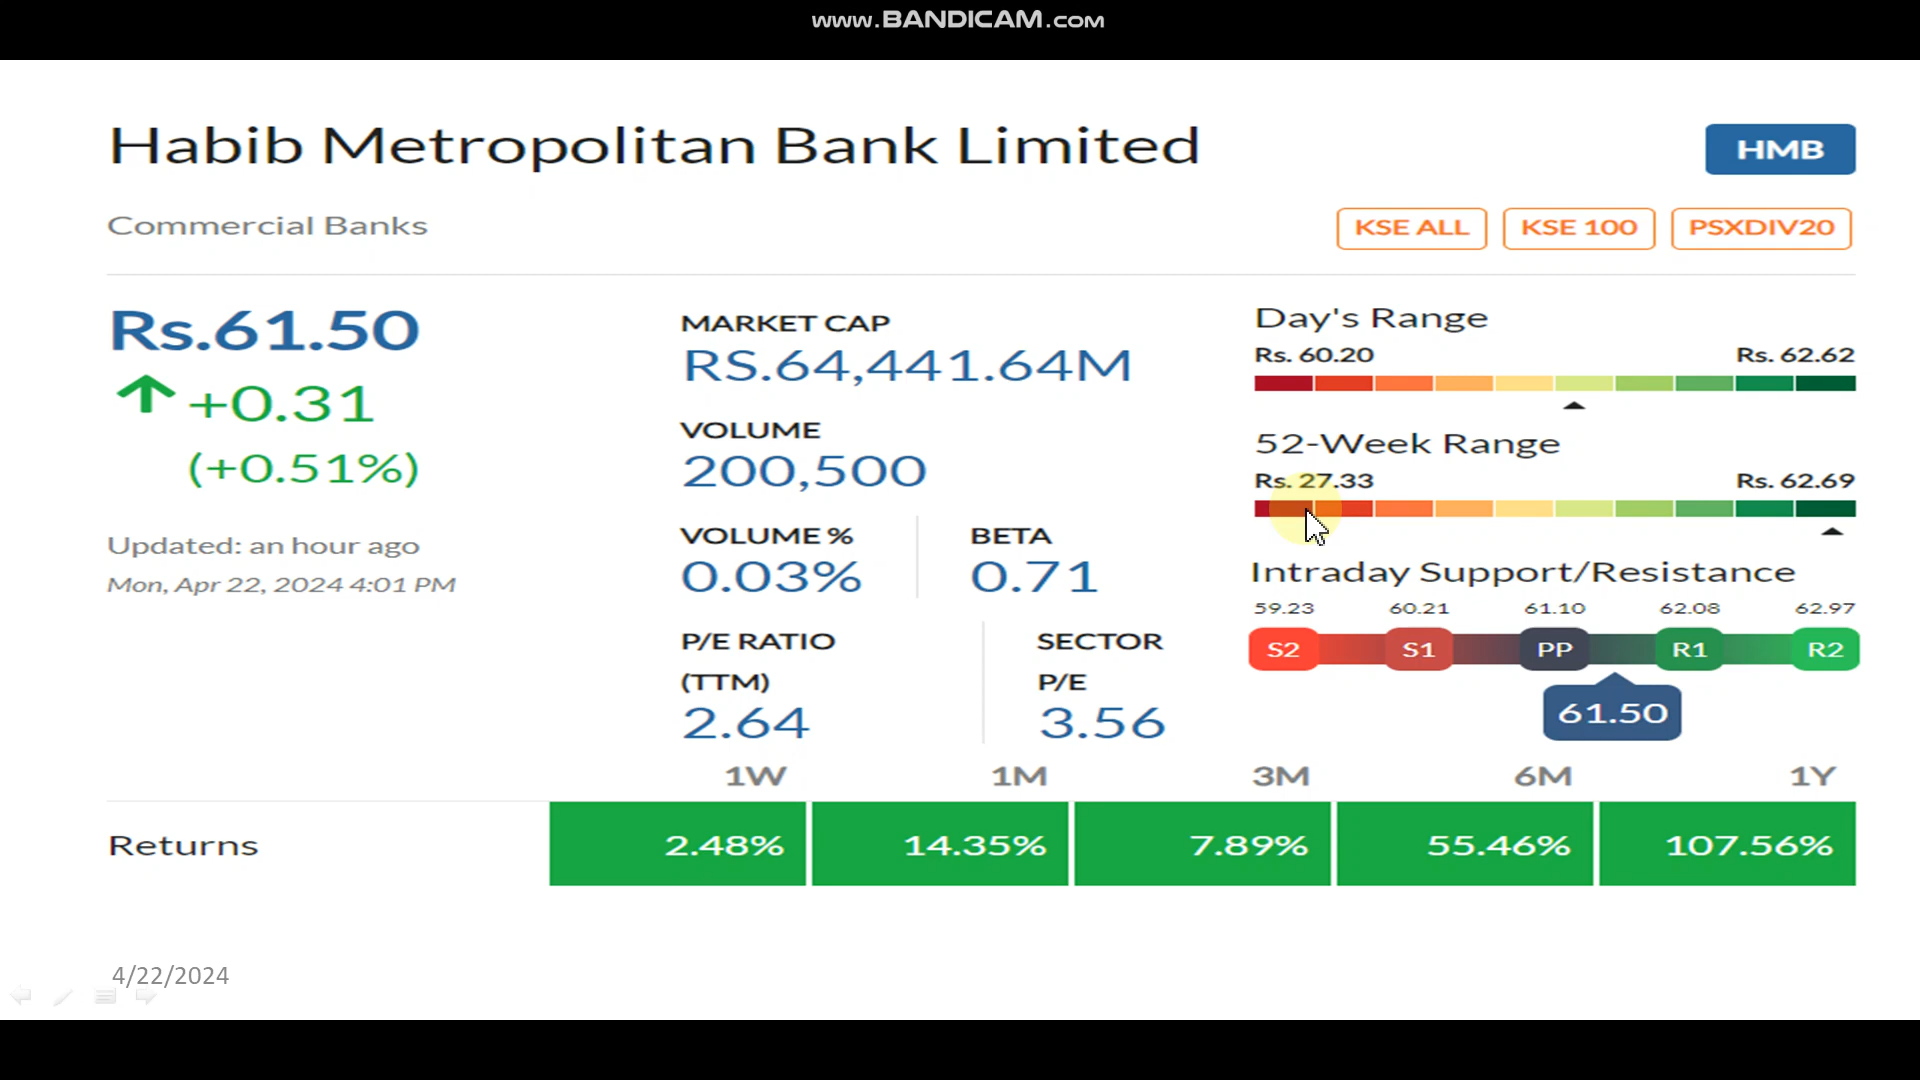 www.BANDICAM.com
Habib Metropolitan Bank Limited
HMB
Commercial Banks
KSE ALL
KSE 100
PSXDIV20
Rs.61.50
+0.31
(+0.51%)
Updated: an hour ago
Mon, Apr 22, 2024 4:01 PM
MARKET CAP
RS.64,441.64M
VOLUME
200,500
VOLUME %
0.03%
BETA
0.71
P/E RATIO
(TTM)
2.64
SECTOR
P/E
3.56
Day's Range
Rs. 60.20 Rs. 62.62
52-Week Range
Rs. 27.33 Rs. 62.69
Intraday Support/Resistance
59.23 60.21 61.10 62.08 62.97
S2 S1 PP R1 R2
61.50
1W 1M 3M 6M 1Y
Returns 2.48% 14.35% 7.89% 55.46% 107.56%
4/22/2024